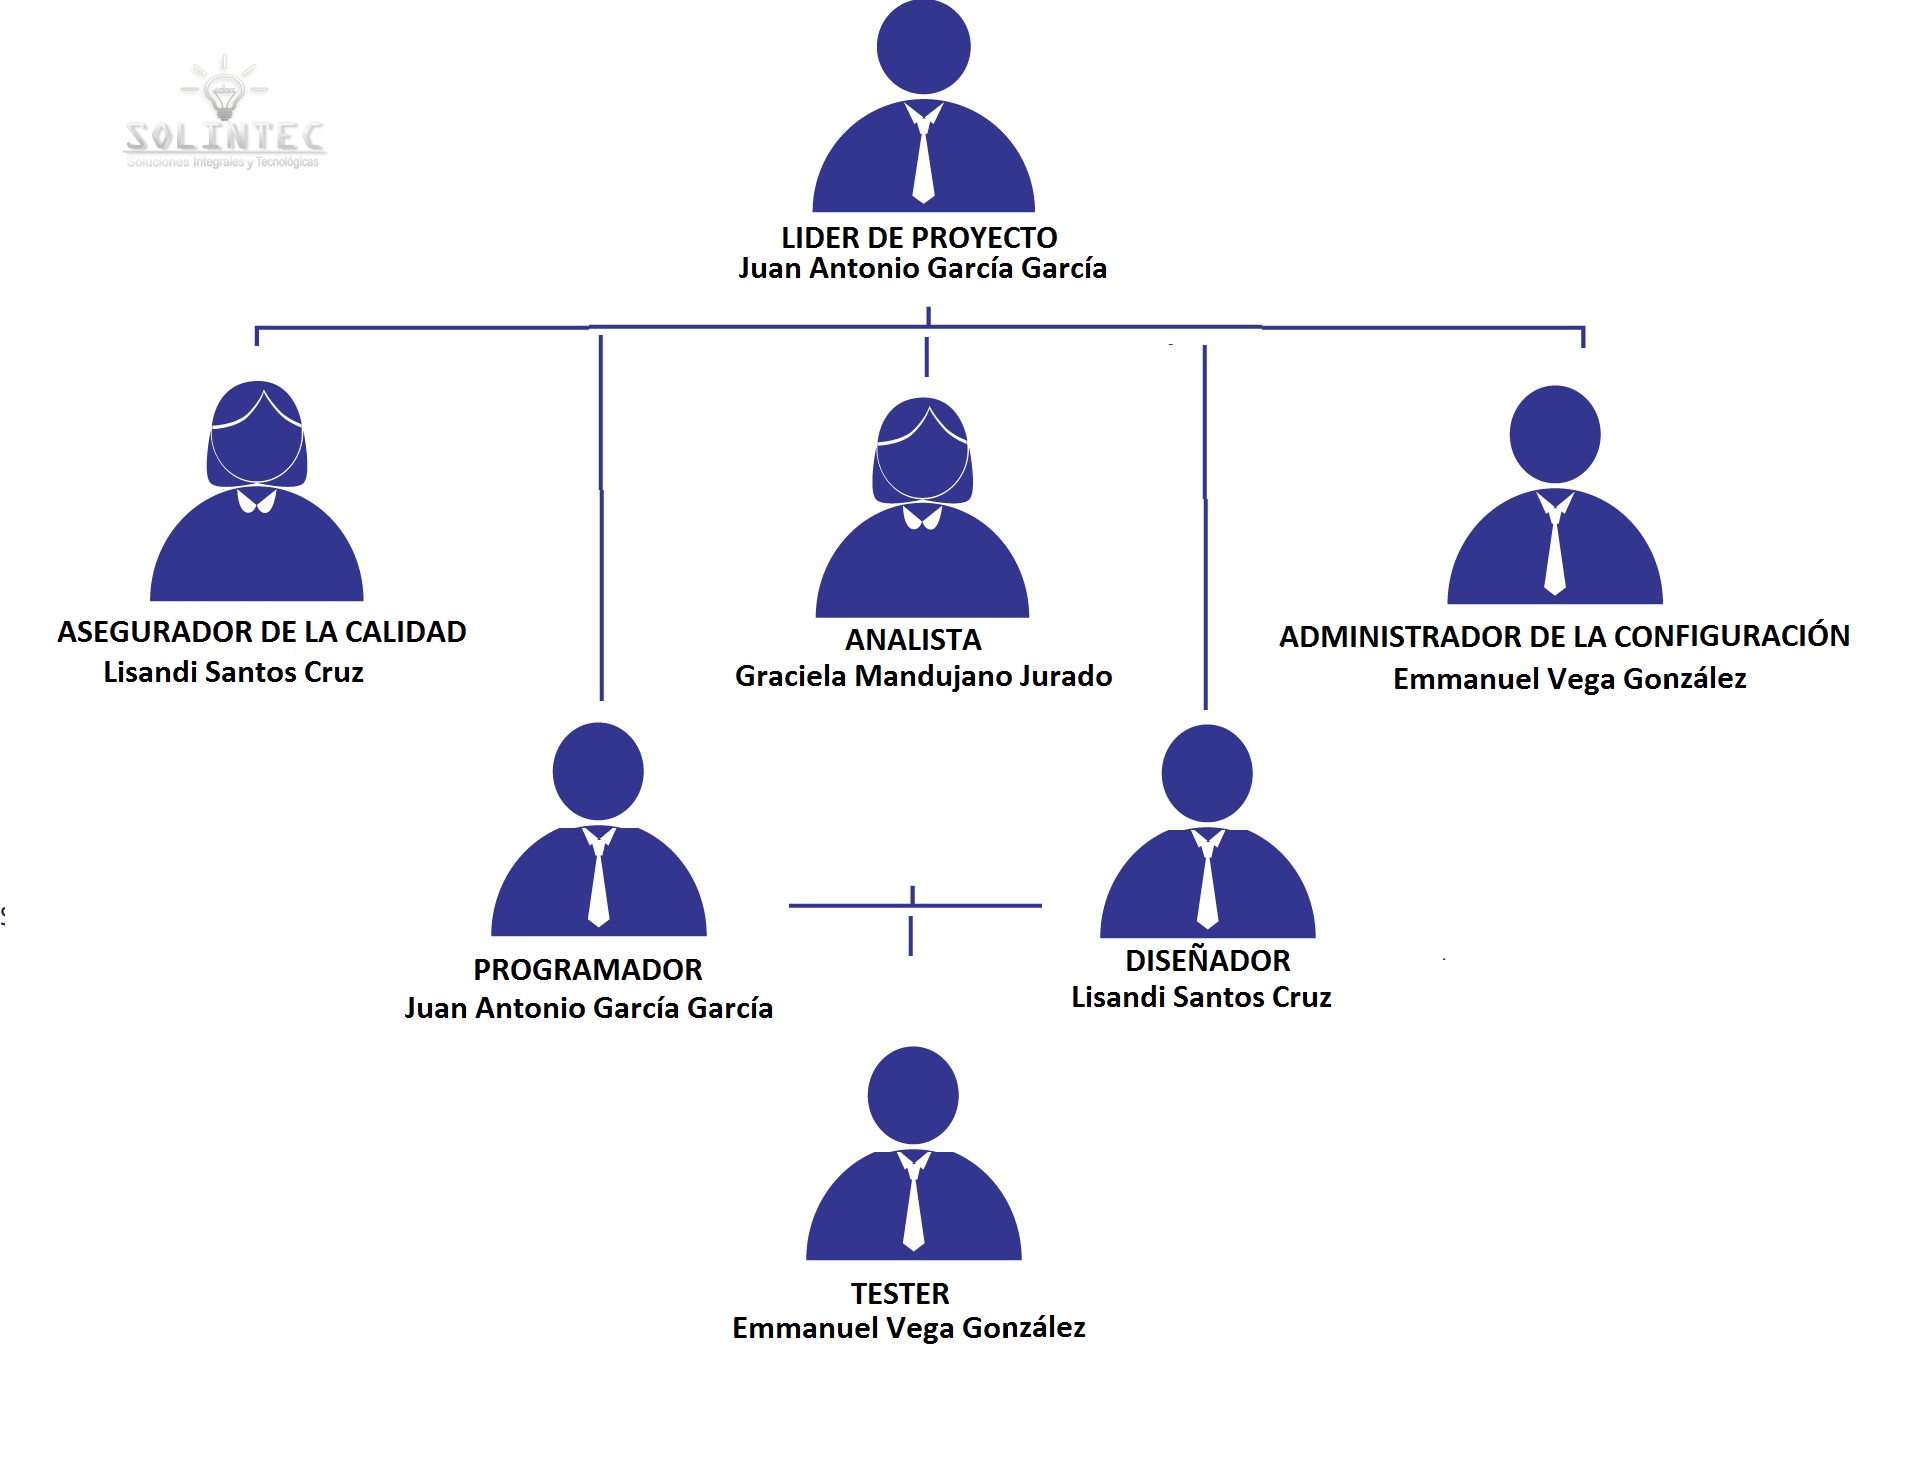 idea
SOLINTEC
Soluciones Integrales y Tecnológicas
LIDER DE PROYECTO
Juan Antonio García García
ASEGURADOR DE LA CALIDAD
Lisandi Santos Cruz
ANALISTA
Graciela Mandujano Jurado
ADMINISTRADOR DE LA CONFIGURACIÓN
Emmanuel Vega González
PROGRAMADOR
Juan Antonio García García
DISEÑADOR
Lisandi Santos Cruz
TESTER
Emmanuel Vega González